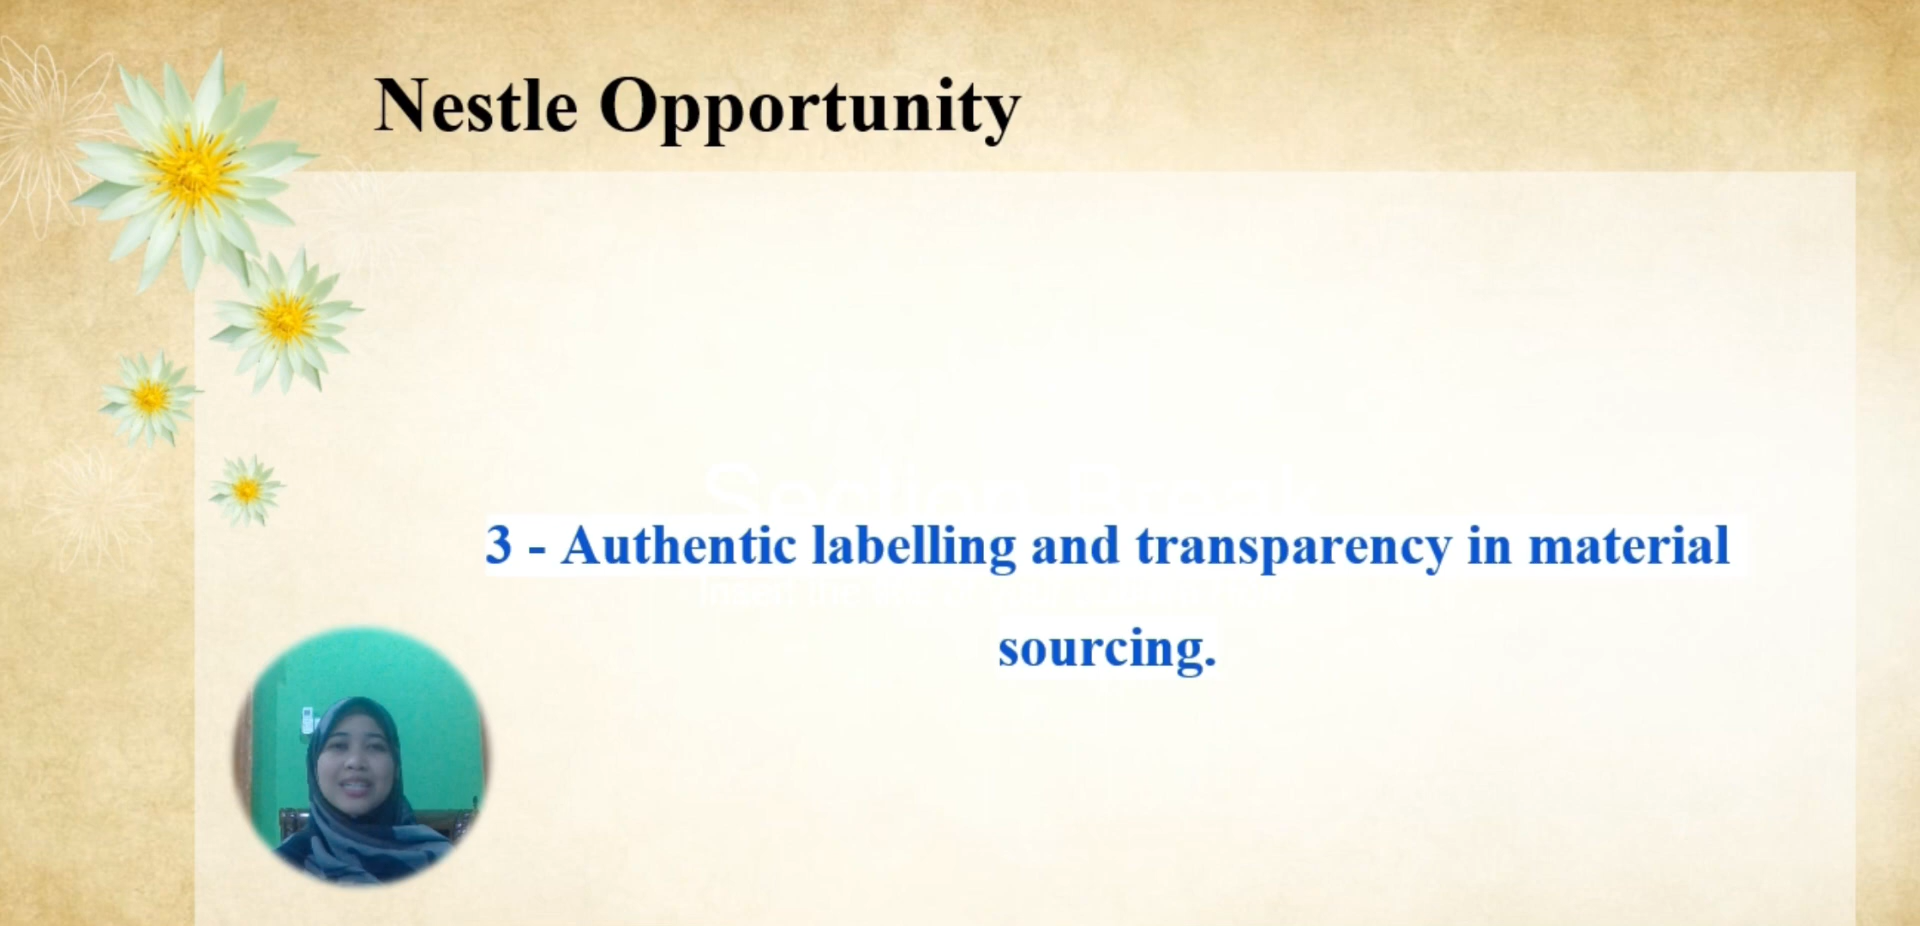 Nestle Opportunity
3 - Authentic labelling and transparency in material
sourcing.